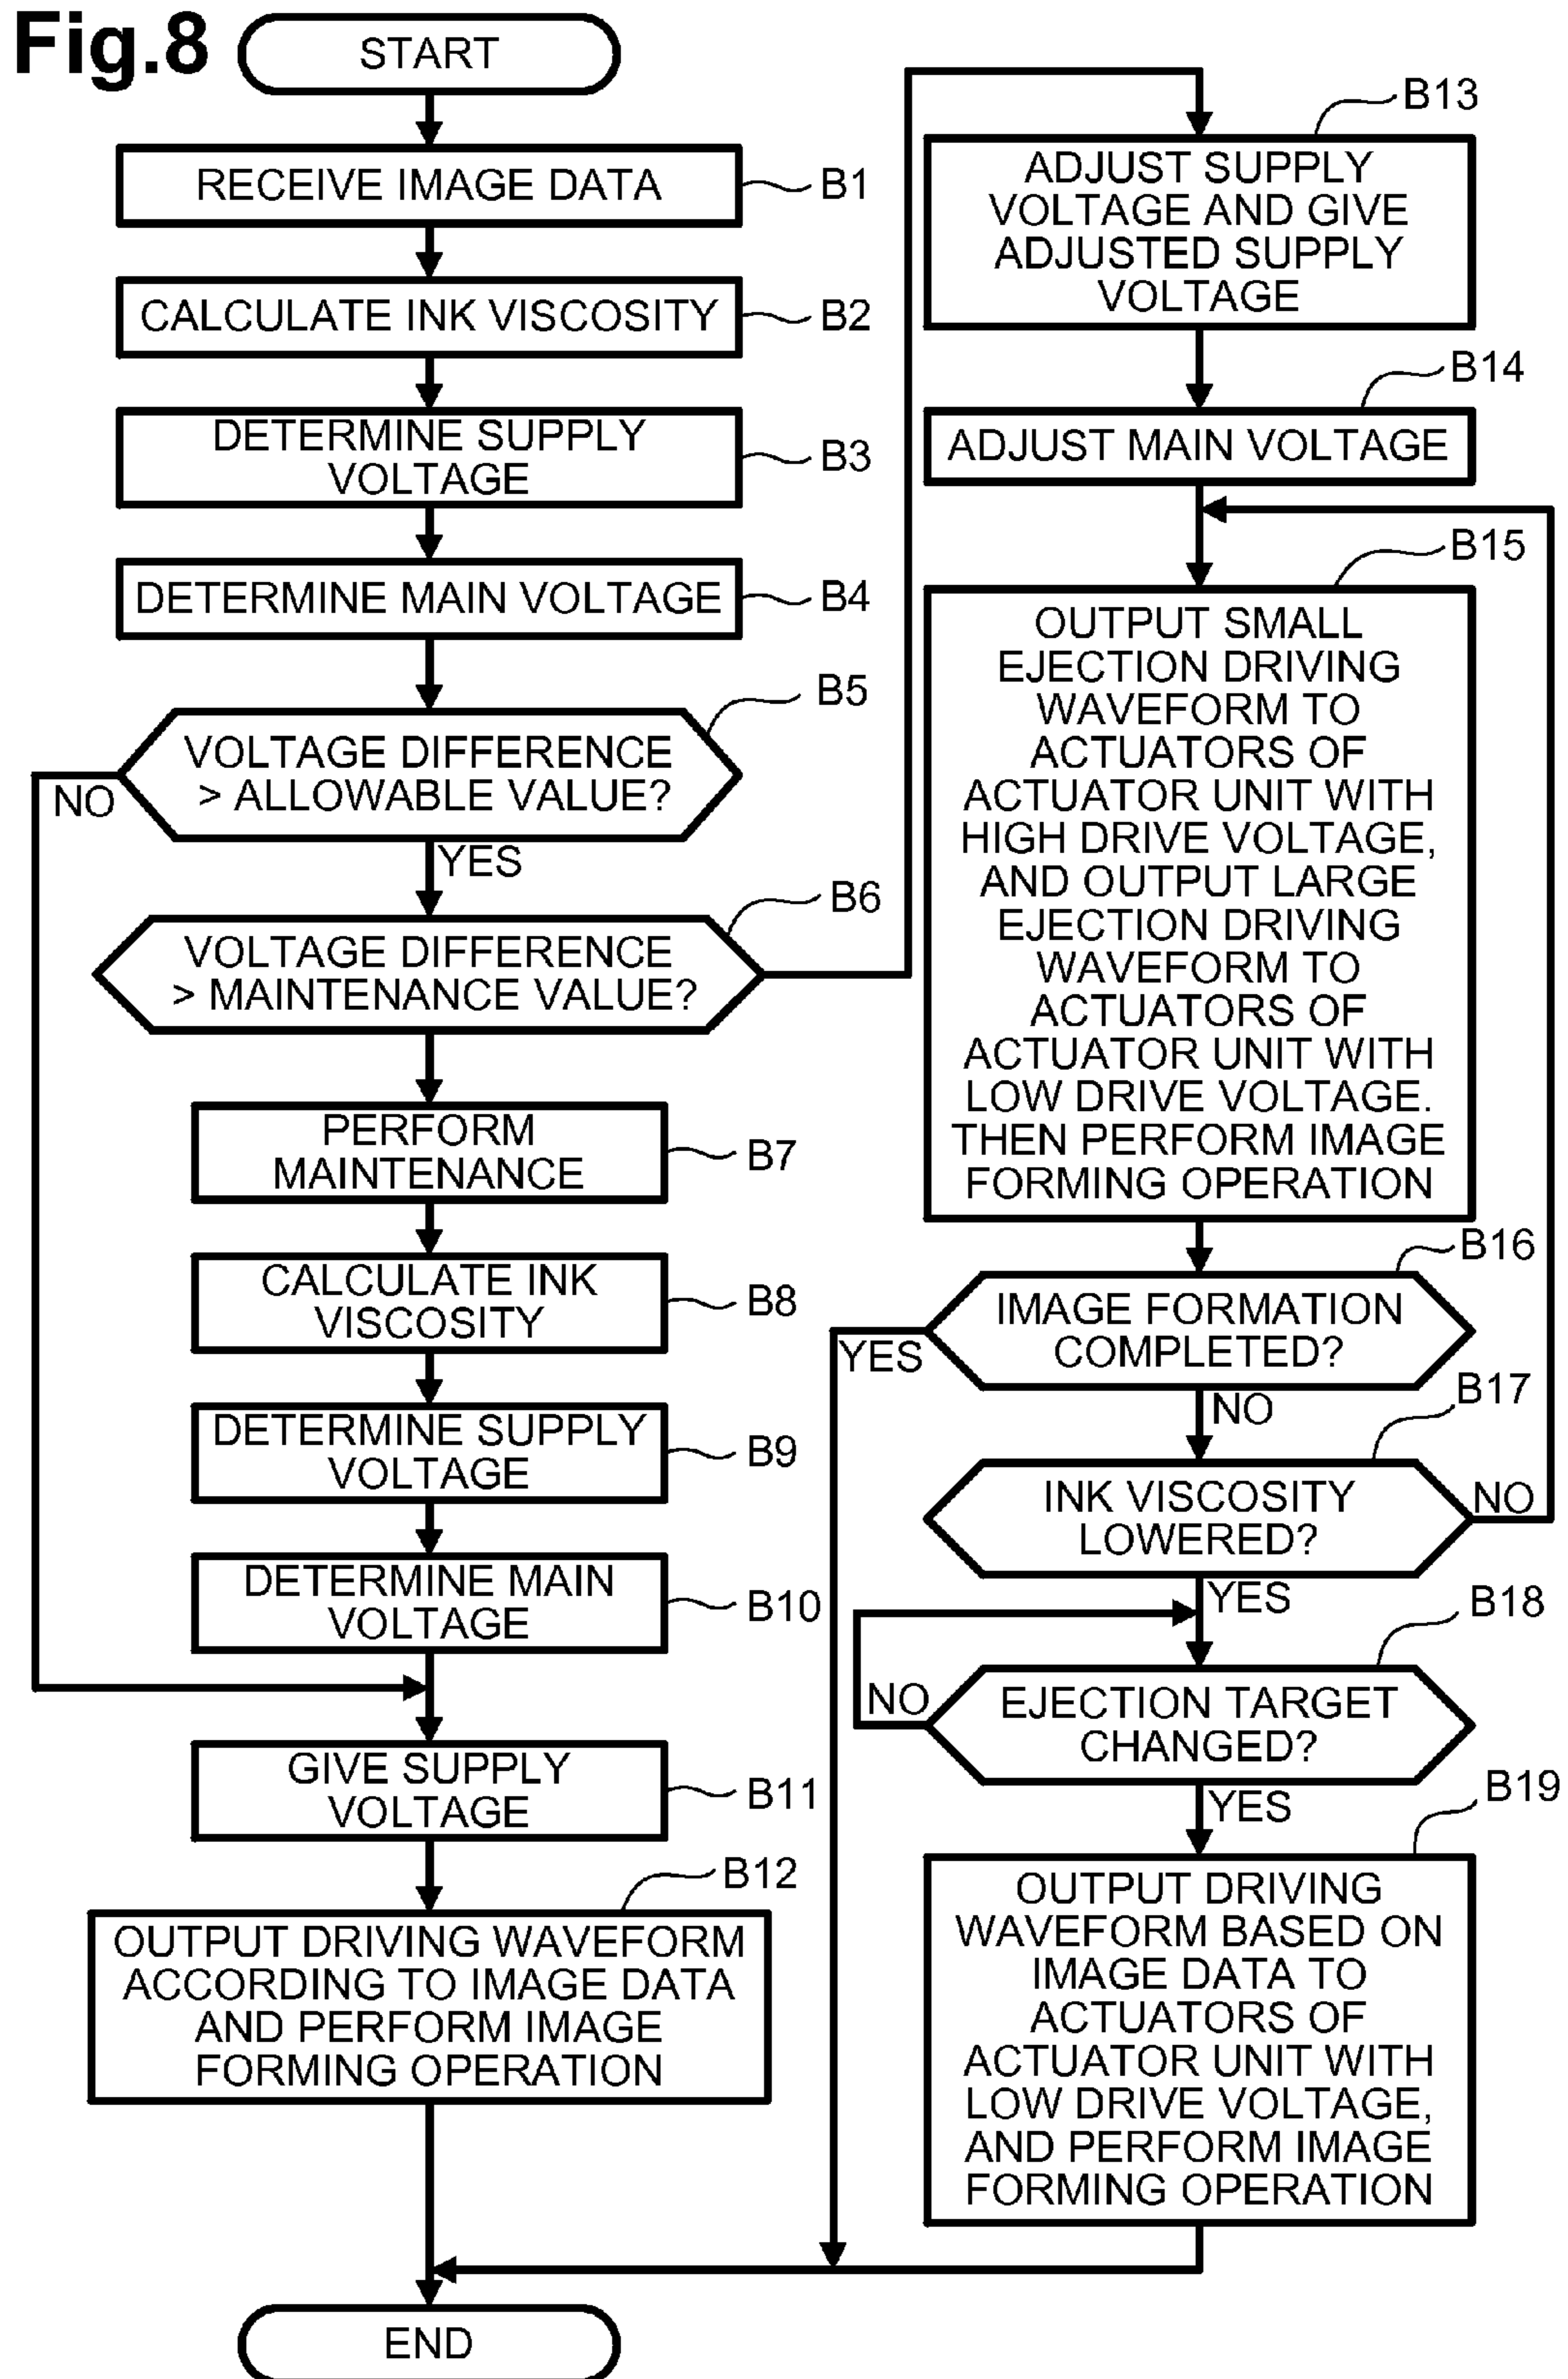 Fig.8
START
RECEIVE IMAGE DATA
B1
CALCULATE INK VISCOSITY
B2
DETERMINE SUPPLY
VOLTAGE
B3
DETERMINE MAIN VOLTAGE
B4
VOLTAGE DIFFERENCE
> ALLOWABLE VALUE?
B5
NO
YES
VOLTAGE DIFFERENCE
> MAINTENANCE VALUE?
B6
PERFORM
MAINTENANCE
B7
CALCULATE INK
VISCOSITY
B8
DETERMINE SUPPLY
VOLTAGE
B9
DETERMINE MAIN
VOLTAGE
B10
GIVE SUPPLY
VOLTAGE
B11
OUTPUT DRIVING WAVEFORM
ACCORDING TO IMAGE DATA
AND PERFORM IMAGE
FORMING OPERATION
B12
ADJUST SUPPLY
VOLTAGE AND GIVE
ADJUSTED SUPPLY
VOLTAGE
B13
ADJUST MAIN VOLTAGE
B14
OUTPUT SMALL
EJECTION DRIVING
WAVEFORM TO
ACTUATORS OF
ACTUATOR UNIT WITH
HIGH DRIVE VOLTAGE,
AND OUTPUT LARGE
EJECTION DRIVING
WAVEFORM TO
ACTUATORS OF
ACTUATOR UNIT WITH
LOW DRIVE VOLTAGE.
THEN PERFORM IMAGE
FORMING OPERATION
B15
IMAGE FORMATION
COMPLETED?
B16
YES
NO
INK VISCOSITY
LOWERED?
B17
NO
YES
EJECTION TARGET
CHANGED?
B18
NO
YES
OUTPUT DRIVING
WAVEFORM BASED ON
IMAGE DATA TO
ACTUATORS OF
ACTUATOR UNIT WITH
LOW DRIVE VOLTAGE,
AND PERFORM IMAGE
FORMING OPERATION
B19
END